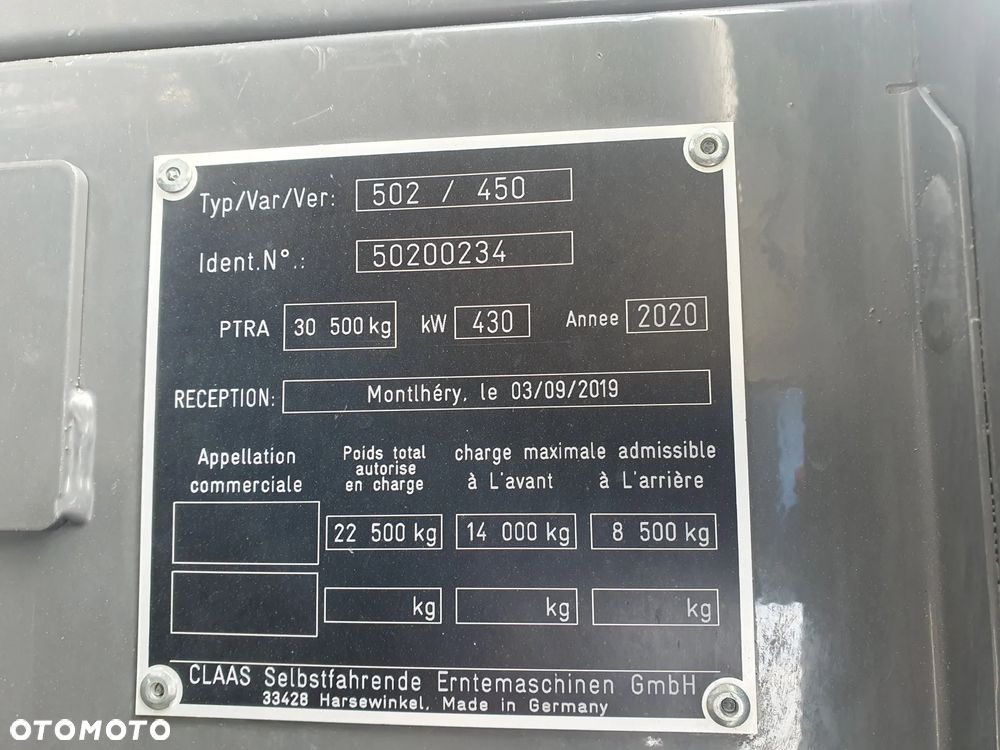 Typ/Var/Ver: 502 / 450
Ident.N°.: 50200234
PTRA 30 500 kg kW 430 Annee 2020
RECEPTION: Montlhéry, le 03/09/2019
Appellation commerciale
Poids total autorise en charge
charge maximale admissible
à L'avant à L'arrière
22 500 kg 14 000 kg 8 500 kg
kg kg kg
CLAAS Selbstfahrende Erntemaschinen GmbH
33428 Harsewinkel, Made in Germany
OTOMOTO